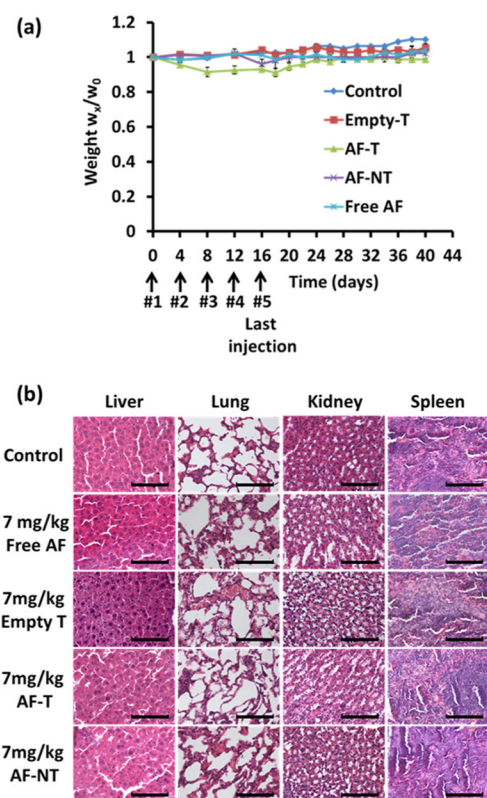 (a)
Weight wx/w0
1.2
1
0.8
0.6
0.4
0.2
0
Control
Empty-T
AF-T
AF-NT
Free AF
0 4 8 12 16 20 24 28 32 36 40 44
Time (days)
#1 #2 #3 #4 #5
Last
injection
(b)
Liver Lung Kidney Spleen
Control
7 mg/kg
Free AF
7mg/kg
Empty T
7mg/kg
AF-T
7mg/kg
AF-NT